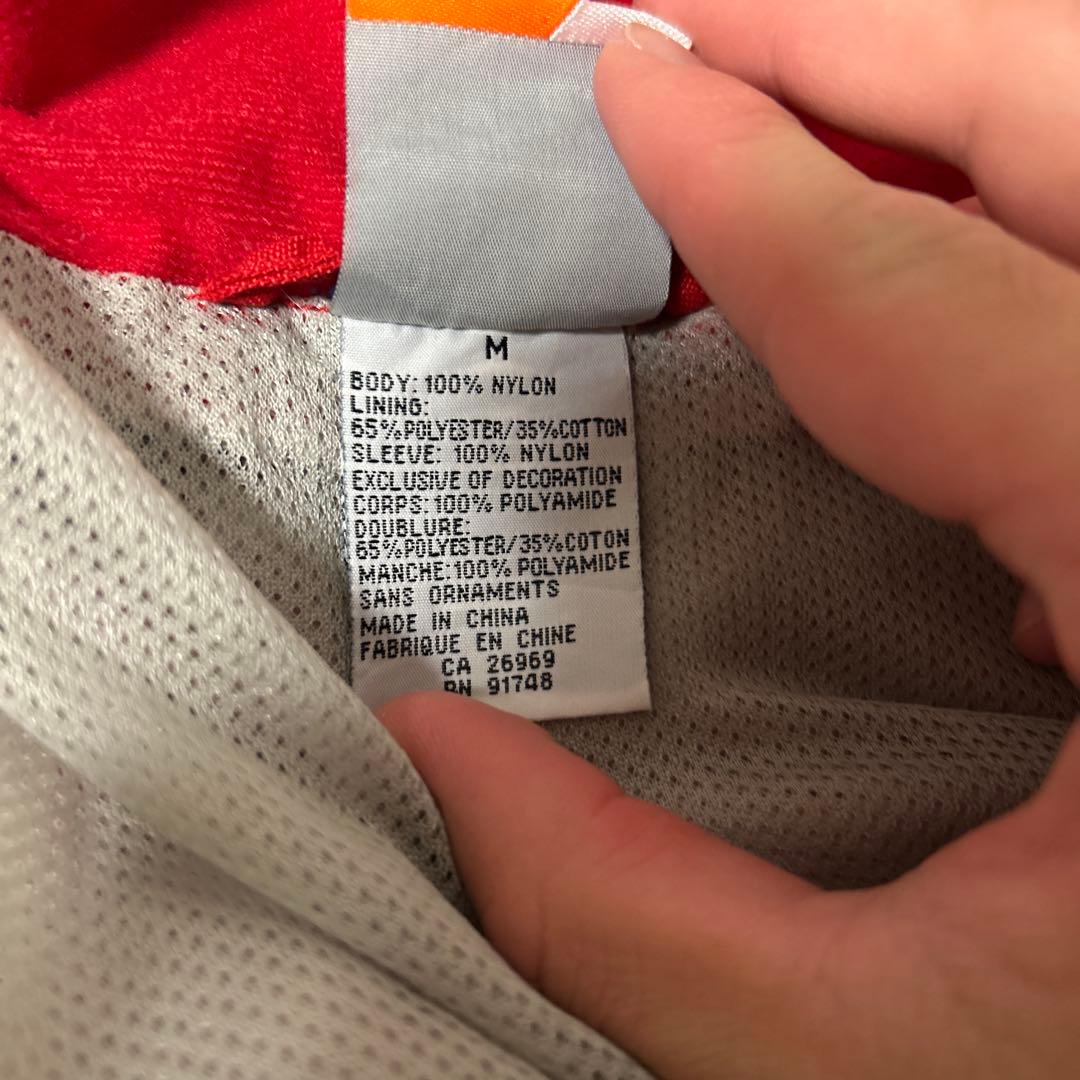 M
BODY: 100% NYLON
LINING:
65%POLYESTER/35%COTTON
SLEEVE: 100% NYLON
EXCLUSIVE OF DECORATION
CORPS: 100% POLYAMIDE
DOUBLURE:
65%POLYESTER/35%COTON
MANCHE: 100% POLYAMIDE
SANS ORNAMENTS
MADE IN CHINA
FABRIQUE EN CHINE
CA 26969
RN 91748